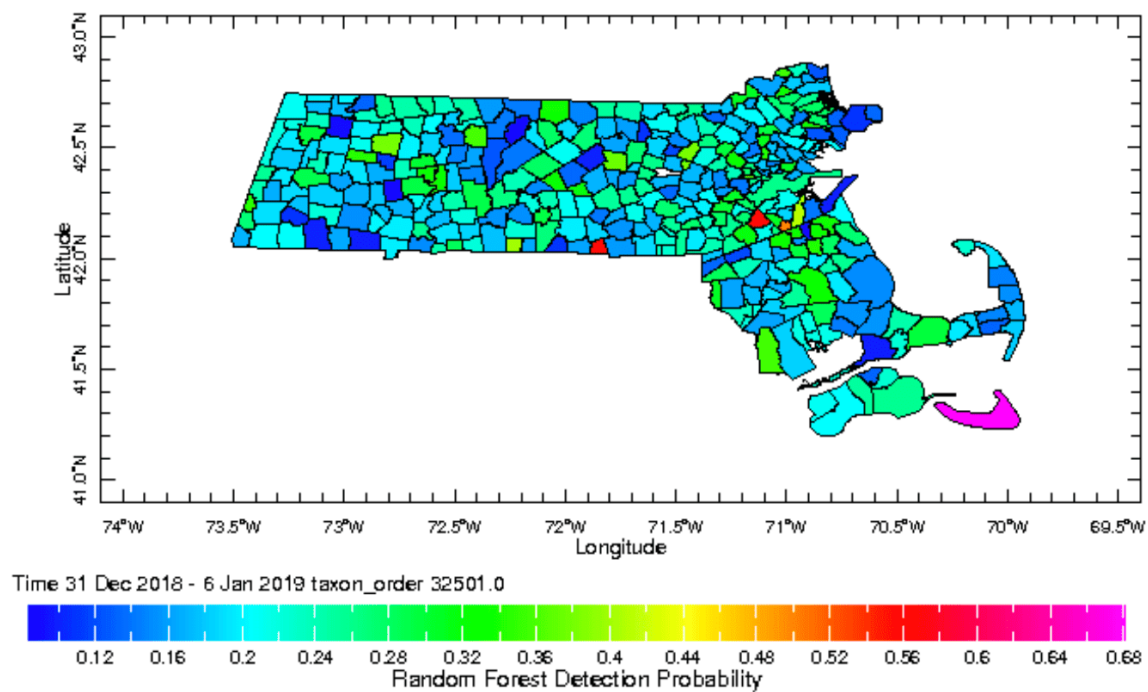 43.0°N
42.5°N
42.0°N
41.5°N
41.0°N
Latitude
74°W 73.5°W 73°W 72.5°W 72°W 71.5°W 71°W 70.5°W 70°W 69.5°W
Longitude
Time 31 Dec 2018 - 6 Jan 2019 taxon_order 32501.0
0.12 0.16 0.2 0.24 0.28 0.32 0.36 0.4 0.44 0.48 0.52 0.56 0.6 0.64 0.68
Random Forest Detection Probability